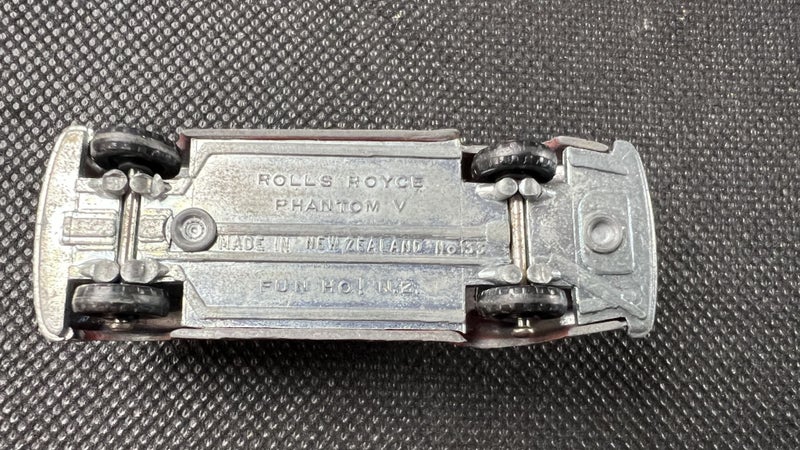 ROLLS ROYCE
PHANTOM V
MADE IN NEW ZEALAND No 33
FUN HO! N.Z.